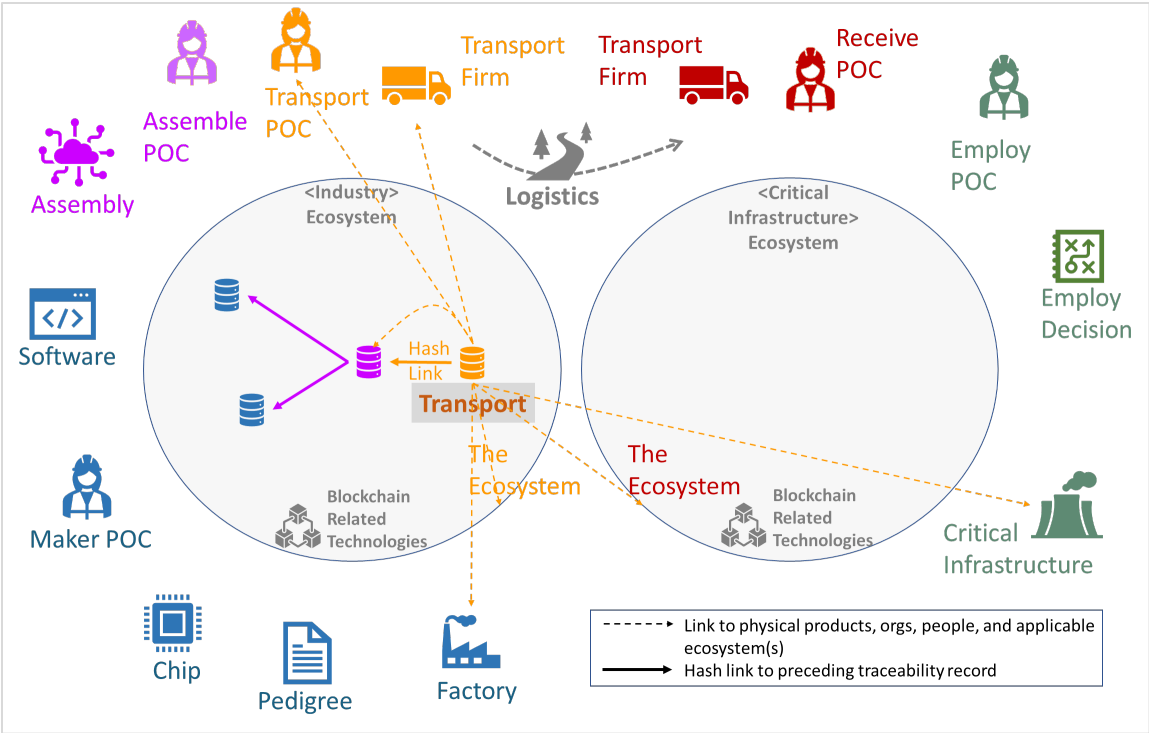 Transport
Firm
Transport
Firm
Receive
POC
Transport
POC
Assemble
POC
Employ
POC
Assembly
Logistics
<Industry>
Ecosystem
<Critical
Infrastructure>
Ecosystem
Employ
Decision
Software
Hash
Link
Transport
The
Ecosystem
The
Ecosystem
Blockchain
Related
Technologies
Blockchain
Related
Technologies
Maker POC
Critical
Infrastructure
Chip
Pedigree
Factory
Link to physical products, orgs, people, and applicable
ecosystem(s)
Hash link to preceding traceability record